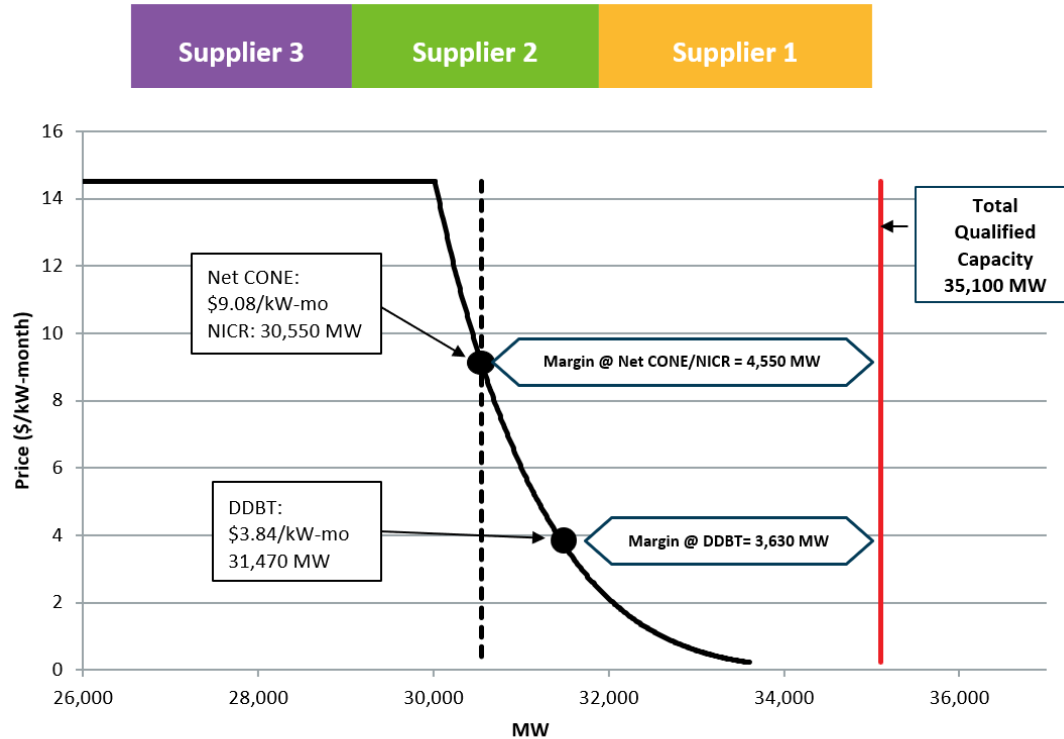 Supplier 3
Supplier 2
Supplier 1
16
14
12
10
8
6
4
2
0
Price ($/kW-month)
Net CONE:
$9.08/kW-mo
NICR: 30,550 MW
Margin @ Net CONE/NICR = 4,550 MW
Total
Qualified
Capacity
35,100 MW
DDBT:
$3.84/kW-mo
31,470 MW
Margin @ DDBT= 3,630 MW
26,000
28,000
30,000
32,000
34,000
36,000
MW